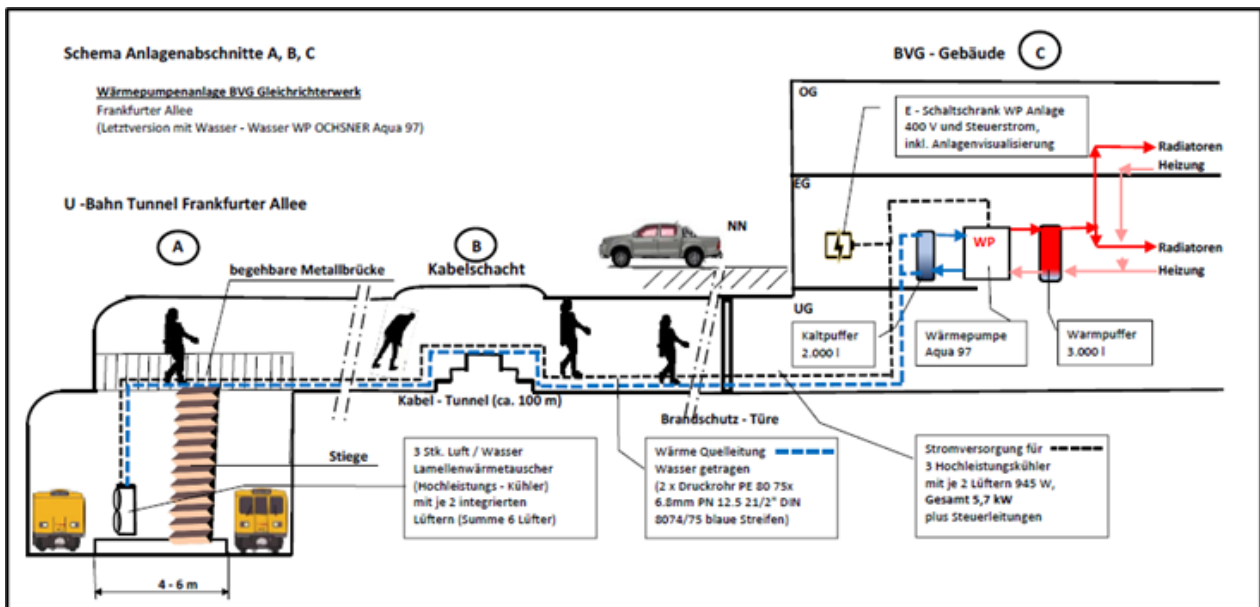 Schema Anlagenabschnitte A, B, C
Wärmepumpenanlage BVG Gleichrichterwerk
Frankfurter Allee
(Letztversion mit Wasser - Wasser WP OCHSNER Aqua 97)
BVG - Gebäude
C
OG
E - Schaltschrank WP Anlage
400 V und Steuerstrom,
inkl. Anlagenvisualisierung
Radiatoren
Heizung
EG
U -Bahn Tunnel Frankfurter Allee
A
B
NN
WP
Radiatoren
Heizung
begehbare Metallbrücke
Kabelschacht
UG
Kaltpuffer
2.000 l
Wärmepumpe
Aqua 97
Warmpuffer
3.000 l
Kabel - Tunnel (ca. 100 m)
Brandschutz - Türe
Stiege
3 Stk. Luft / Wasser
Lamellenwärmetauscher
(Hochleistungs - Kühler)
mit je 2 integrierten
Lüftern (Summe 6 Lüfter)
Wärme Quelleitung
Wasser getragen
(2 x Druckrohr PE 80 75x
6.8mm PN 12.5 21/2" DIN
8074/75 blaue Streifen)
Stromversorgung für
3 Hochleistungskühler
mit je 2 Lüftern 945 W,
Gesamt 5,7 kW
plus Steuerleitungen
4 - 6 m